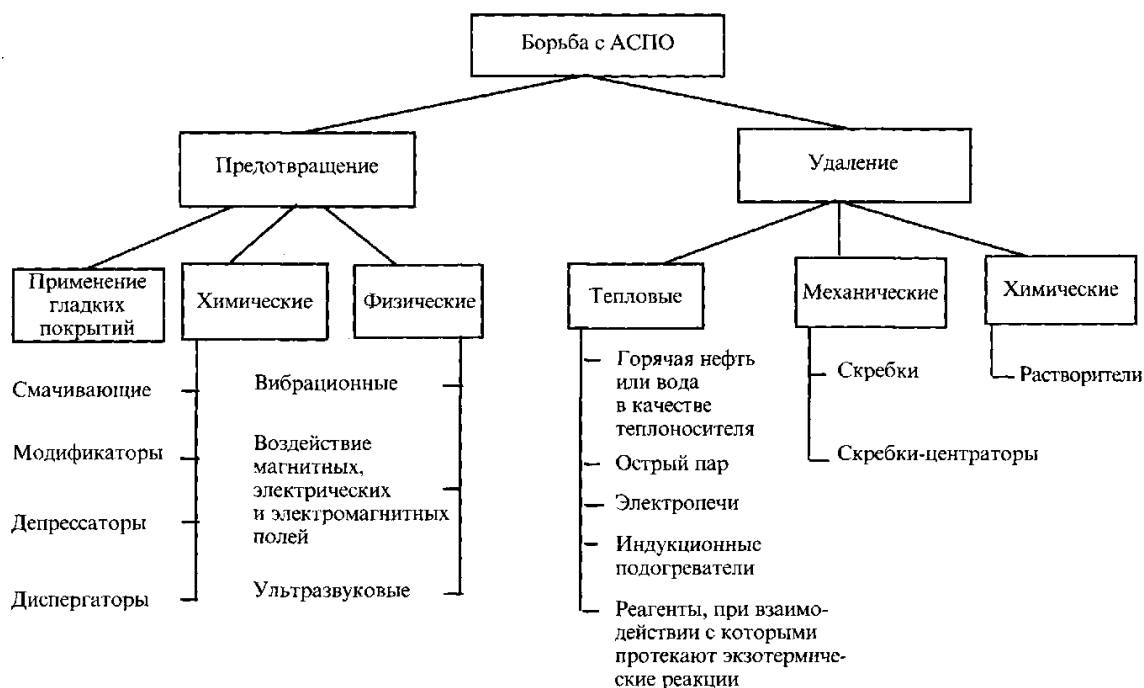 Борьба с АСПО
Предотвращение
Удаление
Применение
гладких
покрытий
Химические
Физические
Тепловые
Механические
Химические
Смачивающие
Модификаторы
Депрессаторы
Диспергаторы
Вибрационные
Воздействие
магнитных,
электрических
и электромагнитных
полей
Ультразвуковые
Горячая нефть
или вода
в качестве
теплоносителя
Острый пар
Электропечи
Индукционные
подогреватели
Реагенты, при взаимо-
действии с которыми
протекают экзотермиче-
ские реакции
Скребки
Скребки-центраторы
Растворители